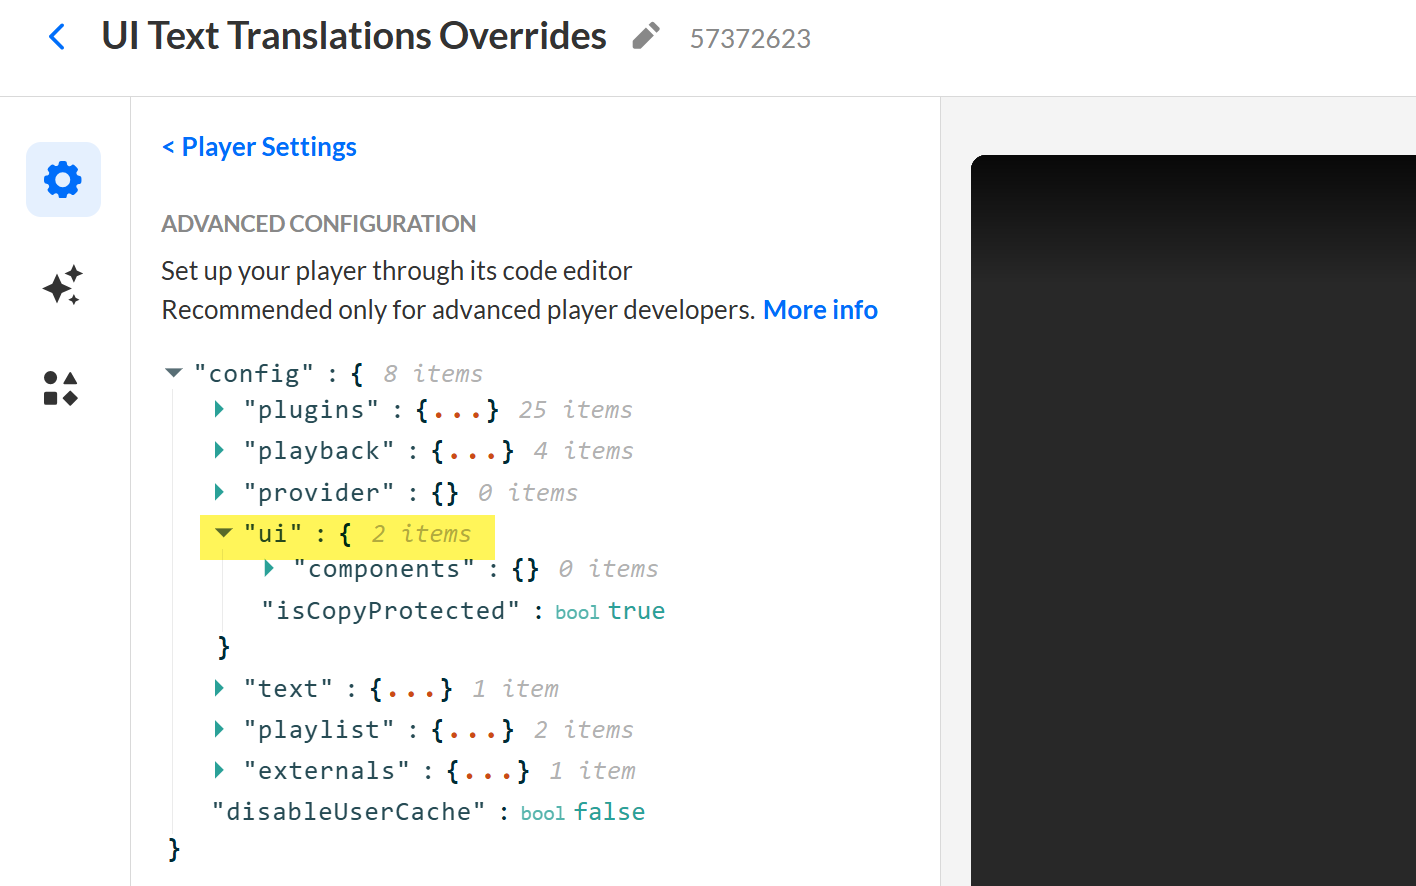 UI Text Translations Overrides 57372623
< Player Settings
ADVANCED CONFIGURATION
Set up your player through its code editor
Recommended only for advanced player developers. More info
"config" : { 8 items
"plugins" : {...} 25 items
"playback" : {...} 4 items
"provider" : {} 0 items
"ui" : { 2 items
"components" : {} 0 items
"isCopyProtected" : bool true
}
"text" : {...} 1 item
"playlist" : {...} 2 items
"externals" : {...} 1 item
"disableUserCache" : bool false
}